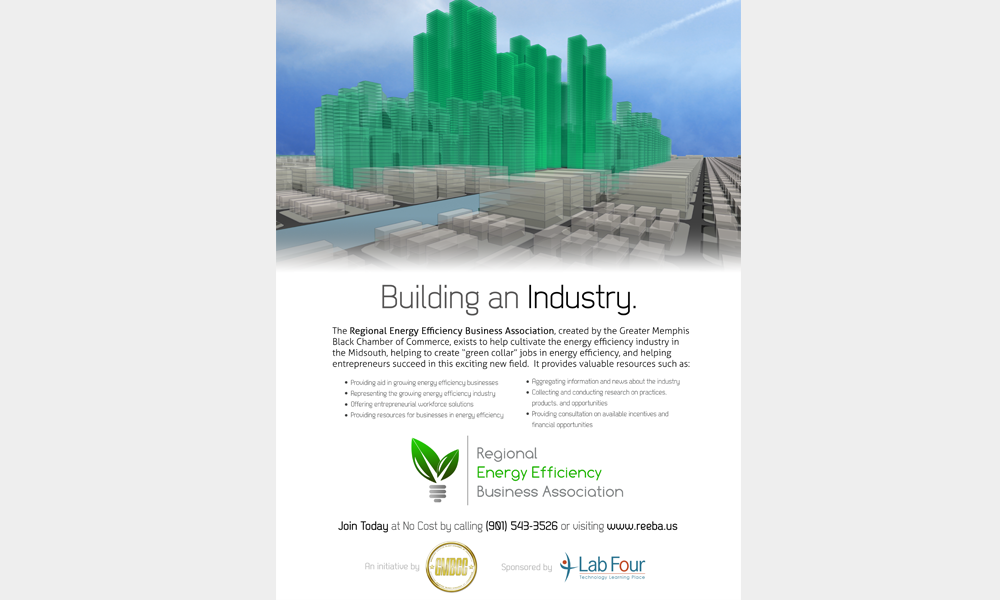 Building an Industry.
The Regional Energy Efficiency Business Association, created by the Greater Memphis
Black Chamber of Commerce, exists to help cultivate the energy efficiency industry in
the Midsouth, helping to create "green collar" jobs in energy efficiency, and helping
entrepreneurs succeed in this exciting new field. It provides valuable resources such as:
• Providing aid in growing energy efficiency businesses
• Representing the growing energy efficiency industry
• Offering entrepreneurial workforce solutions
• Providing resources for businesses in energy efficiency
• Aggregating information and news about the industry
• Collecting and conducting research on practices,
products, and opportunities
• Providing consultation on available incentives and
financial opportunities
Regional
Energy Efficiency
Business Association
Join Today at No Cost by calling (901) 543-3526 or visiting www.reeba.us
An initiative by
GMBCC
Sponsored by
Lab Four
Technology Learning Place